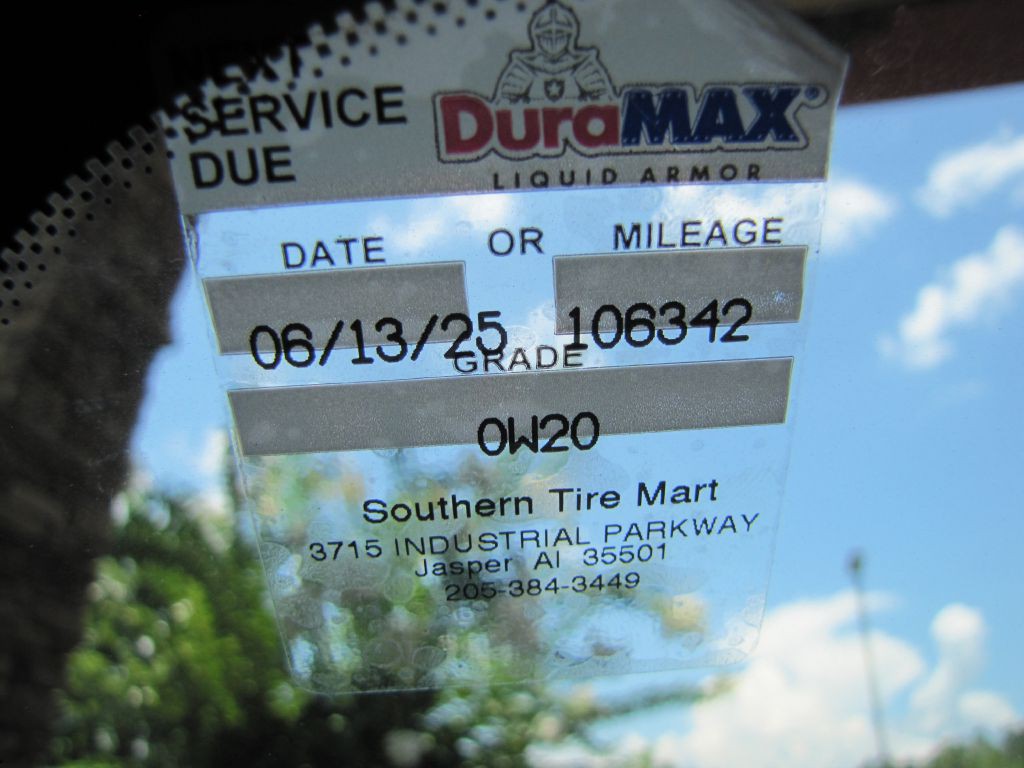 NEXT
SERVICE
DUE
DuraMAX®
LIQUID ARMOR
DATE OR MILEAGE
06/13/25 106342
GRADE
0W20
Southern Tire Mart
3715 INDUSTRIAL PARKWAY
Jasper Al 35501
205-384-3449